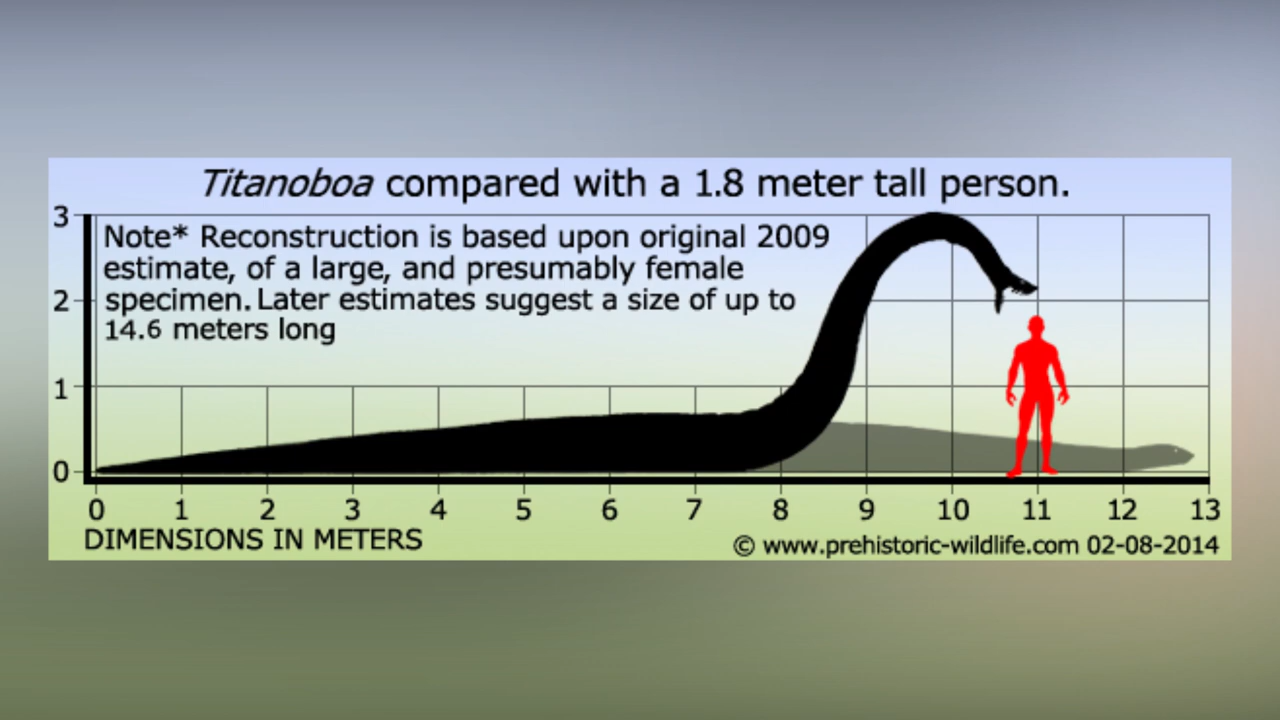 Titanoboa compared with a 1.8 meter tall person.
3
Note* Reconstruction is based upon original 2009
estimate, of a large, and presumably female
2
specimen. Later estimates suggest a size of up to
14.6 meters long
1
0
0 1 2 3 4 5 6 7 8 9 10 11 12 13
DIMENSIONS IN METERS
© www.prehistoric-wildlife.com 02-08-2014